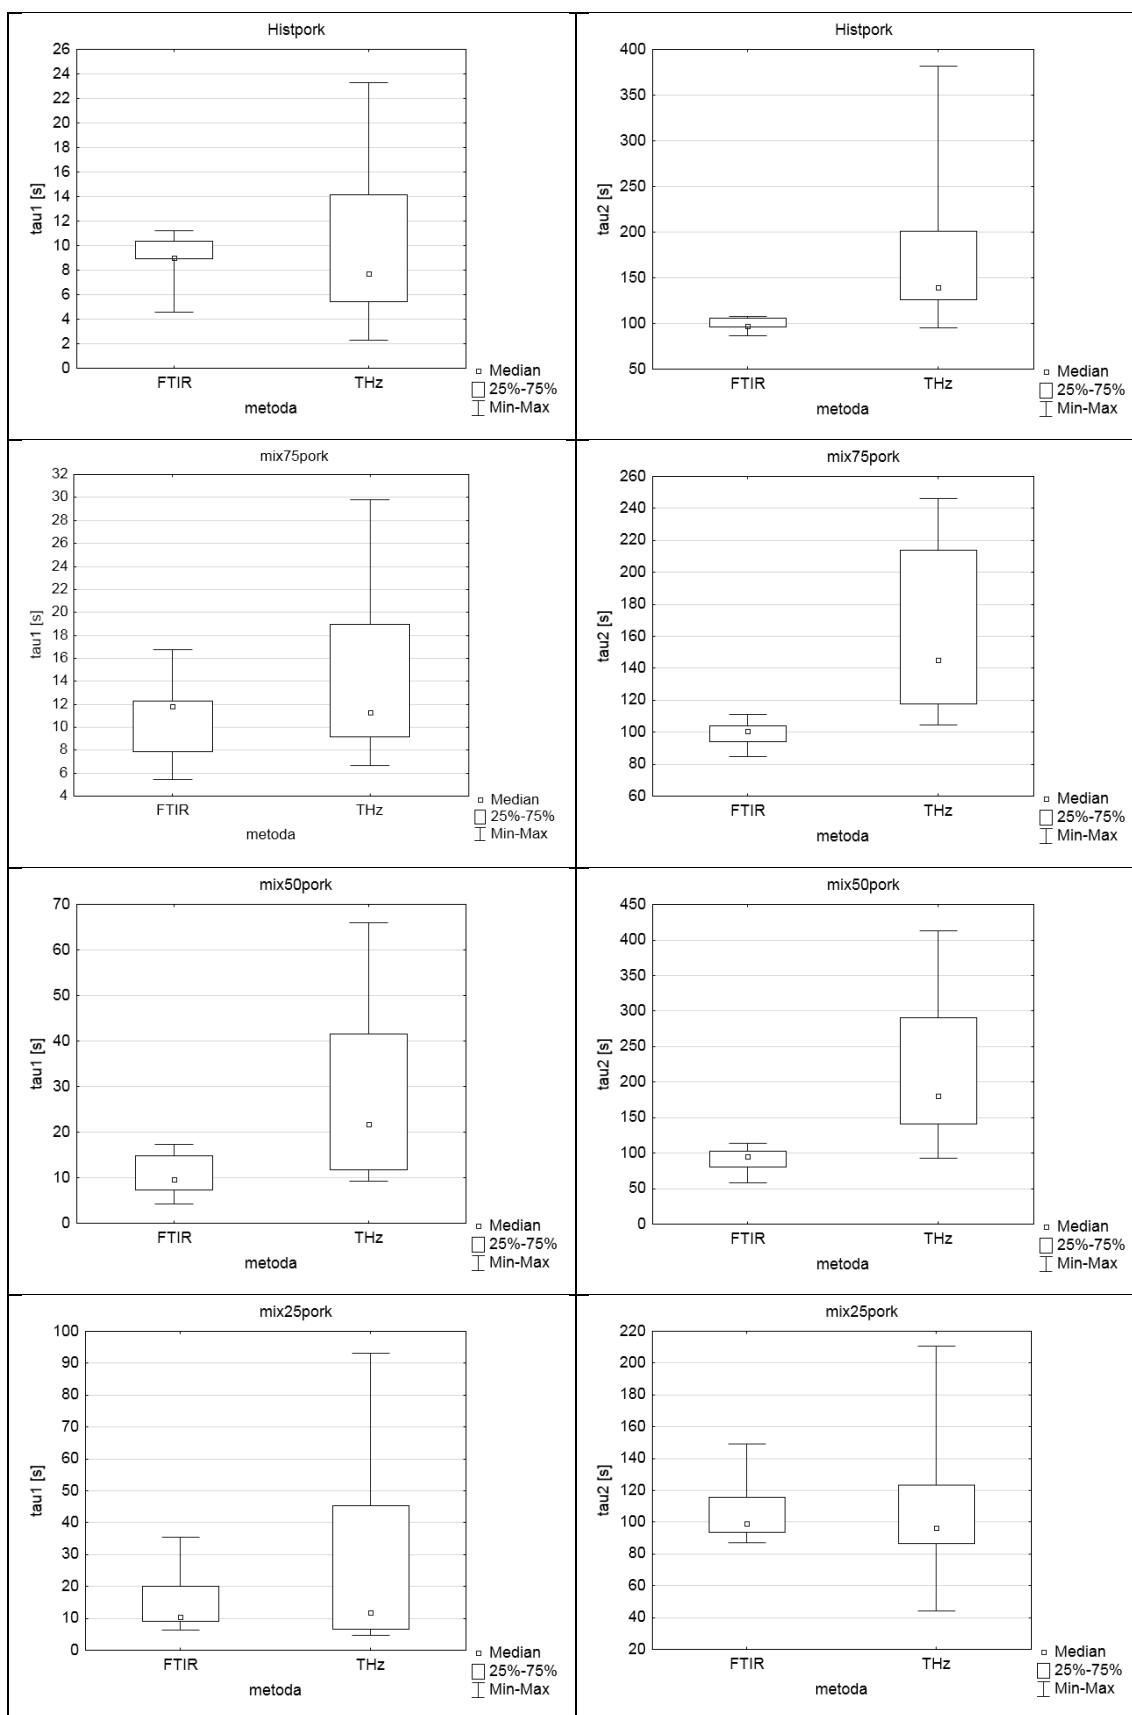 Histpork
tau1 [s]
26
24
22
20
18
16
14
12
10
8
6
4
2
0
FTIR
THz
metoda
Median
25%-75%
Min-Max
Histpork
tau2 [s]
400
350
300
250
200
150
100
50
FTIR
THz
metoda
Median
25%-75%
Min-Max
mix75pork
tau1 [s]
32
30
28
26
24
22
20
18
16
14
12
10
8
6
4
FTIR
THz
metoda
Median
25%-75%
Min-Max
mix75pork
tau2 [s]
260
240
220
200
180
160
140
120
100
80
60
FTIR
THz
metoda
Median
25%-75%
Min-Max
mix50pork
tau1 [s]
70
60
50
40
30
20
10
0
FTIR
THz
metoda
Median
25%-75%
Min-Max
mix50pork
tau2 [s]
450
400
350
300
250
200
150
100
50
0
FTIR
THz
metoda
Median
25%-75%
Min-Max
mix25pork
tau1 [s]
100
90
80
70
60
50
40
30
20
10
0
FTIR
THz
metoda
Median
25%-75%
Min-Max
mix25pork
tau2 [s]
220
200
180
160
140
120
100
80
60
40
20
FTIR
THz
metoda
Median
25%-75%
Min-Max